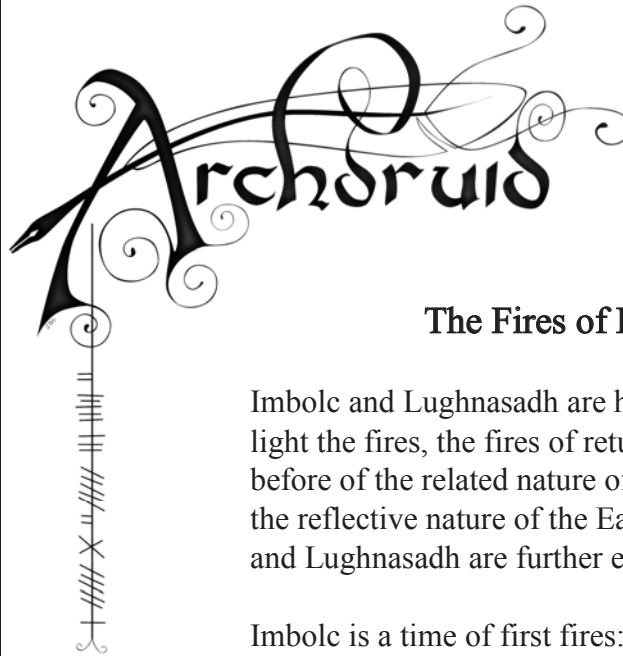 Archdruid
The Fires of
Imbolc and Lughnasadh are
light the fires, the fires of
before of the related nature
the reflective nature of the
and Lughnasadh are further
Imbolc is a time of first fires: